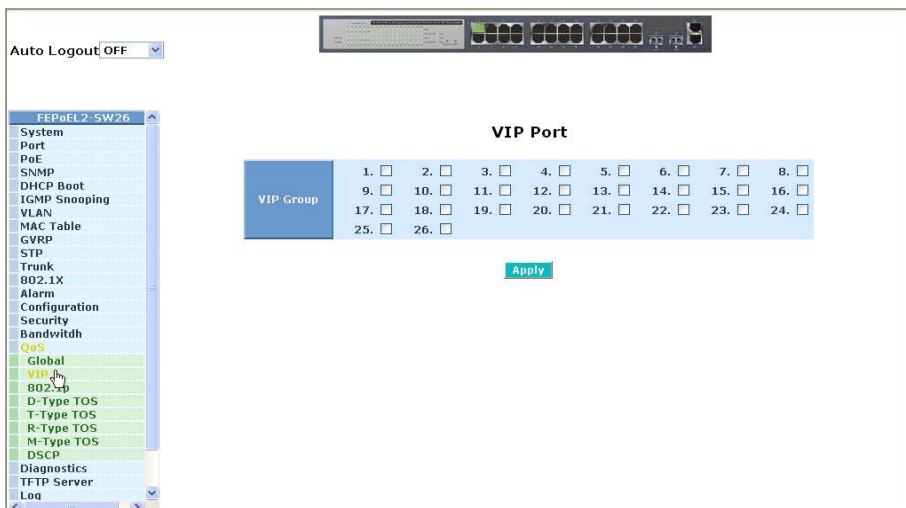 Auto Logout OFF
FEPoEL2-SW26
System
Port
PoE
SNMP
DHCP Boot
IGMP Snooping
VLAN
MAC Table
GVRP
STP
Trunk
802.1X
Alarm
Configuration
Security
Bandwitdh
QoS
Global
VIP
802.1p
D-Type TOS
T-Type TOS
R-Type TOS
M-Type TOS
DSCP
Diagnostics
TFTP Server
Log
VIP Port
VIP Group
1. 2. 3. 4. 5. 6. 7. 8.
9. 10. 11. 12. 13. 14. 15. 16.
17. 18. 19. 20. 21. 22. 23. 24.
25. 26.
Apply